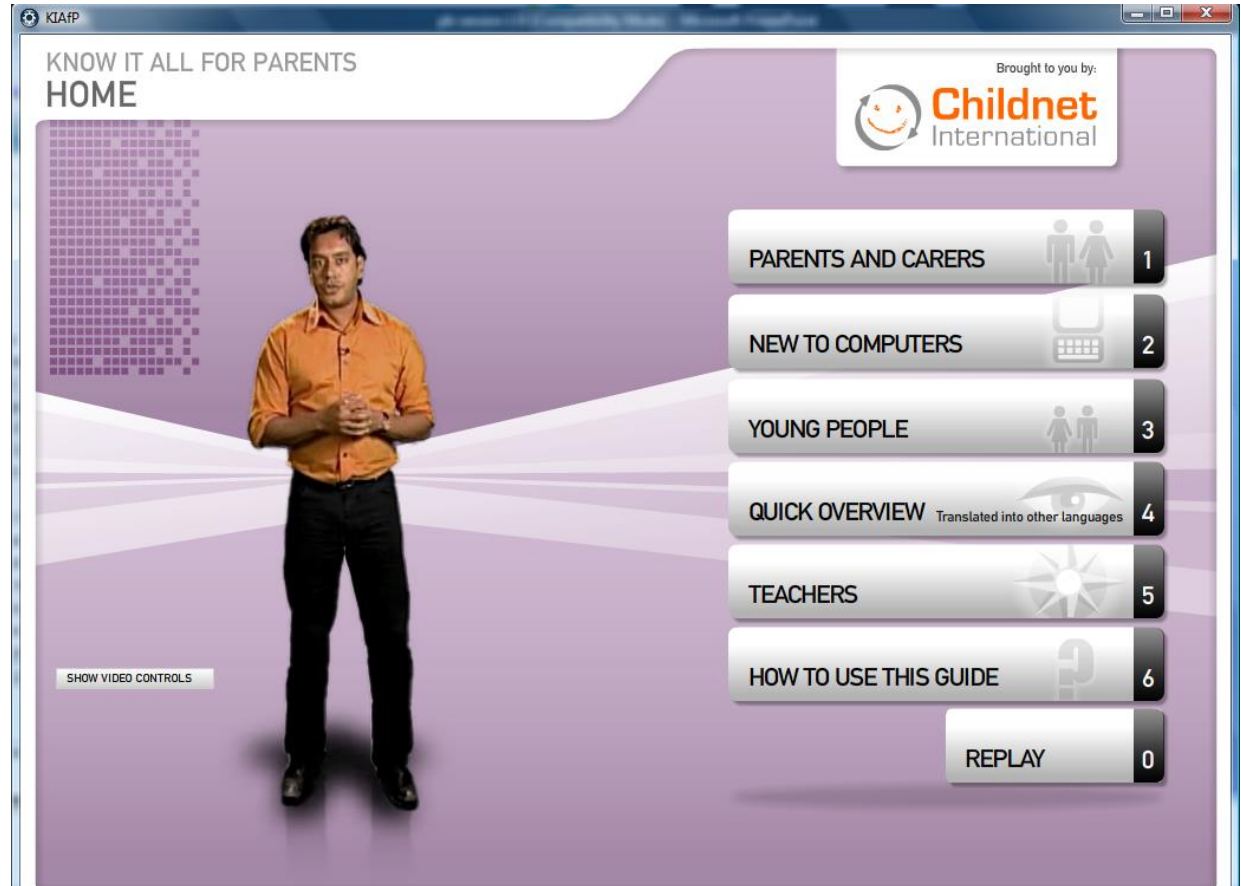 KIAfP
KNOW IT ALL FOR PARENTS
HOME
Brought to you by:
Childnet
International
PARENTS AND CARERS 1
NEW TO COMPUTERS 2
YOUNG PEOPLE 3
QUICK OVERVIEW Translated into other languages 4
TEACHERS 5
HOW TO USE THIS GUIDE 6
SHOW VIDEO CONTROLS
REPLAY 0